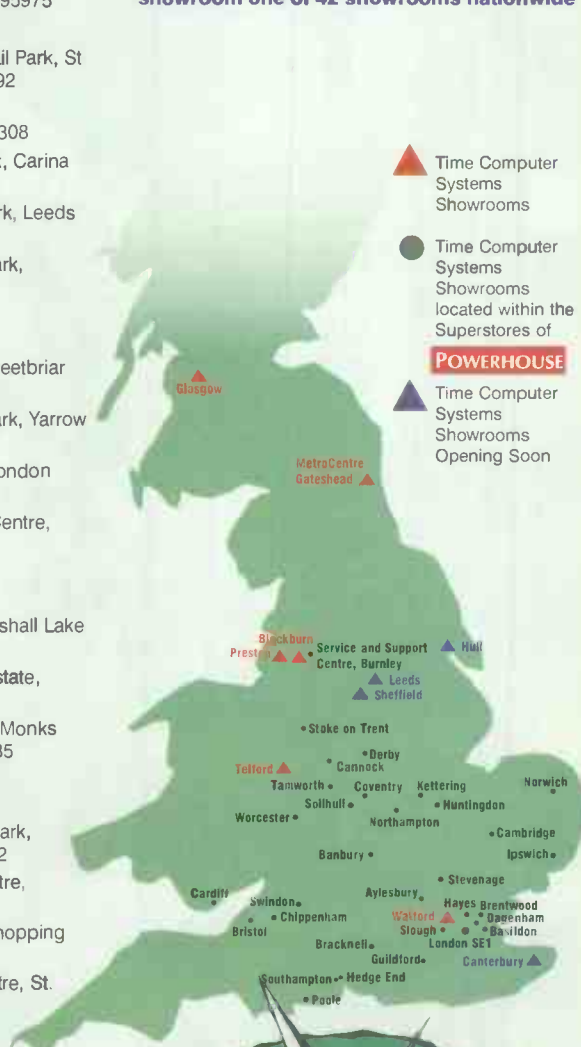 95975
showroom one of 42 showrooms nationwide
il Park, St
92
308
, Carina
rk, Leeds
ark,
eetbriar
ark, Yarrow
ondon
entre,
shall Lake
state,
Monks
35
ark,
2
tre,
hopping
tre, St.
Time Computer
Systems
Showrooms
Time Computer
Systems
Showrooms
located within the
Superstores of
POWERHOUSE
Time Computer
Systems
Showrooms
Opening Soon
Glasgow
MetroCentre
Gateshead
Blackburn
Preston
Service and Support
Centre, Burnley
Hull
Leeds
Sheffield
Stoke on Trent
Derby
Cannock
Telford
Tamworth
Coventry
Kettering
Norwich
Solihull
Huntingdon
Worcester
Northampton
Cambridge
Banbury
Ipswich
Stevenage
Cardiff
Swindon
Aylesbury
Hayes
Brentwood
Chippenham
Watford
Dagenham
Bristol
Slough
Basildon
Bracknell
London SE1
Guildford
Canterbury
Southampton
Hedge End
Poole